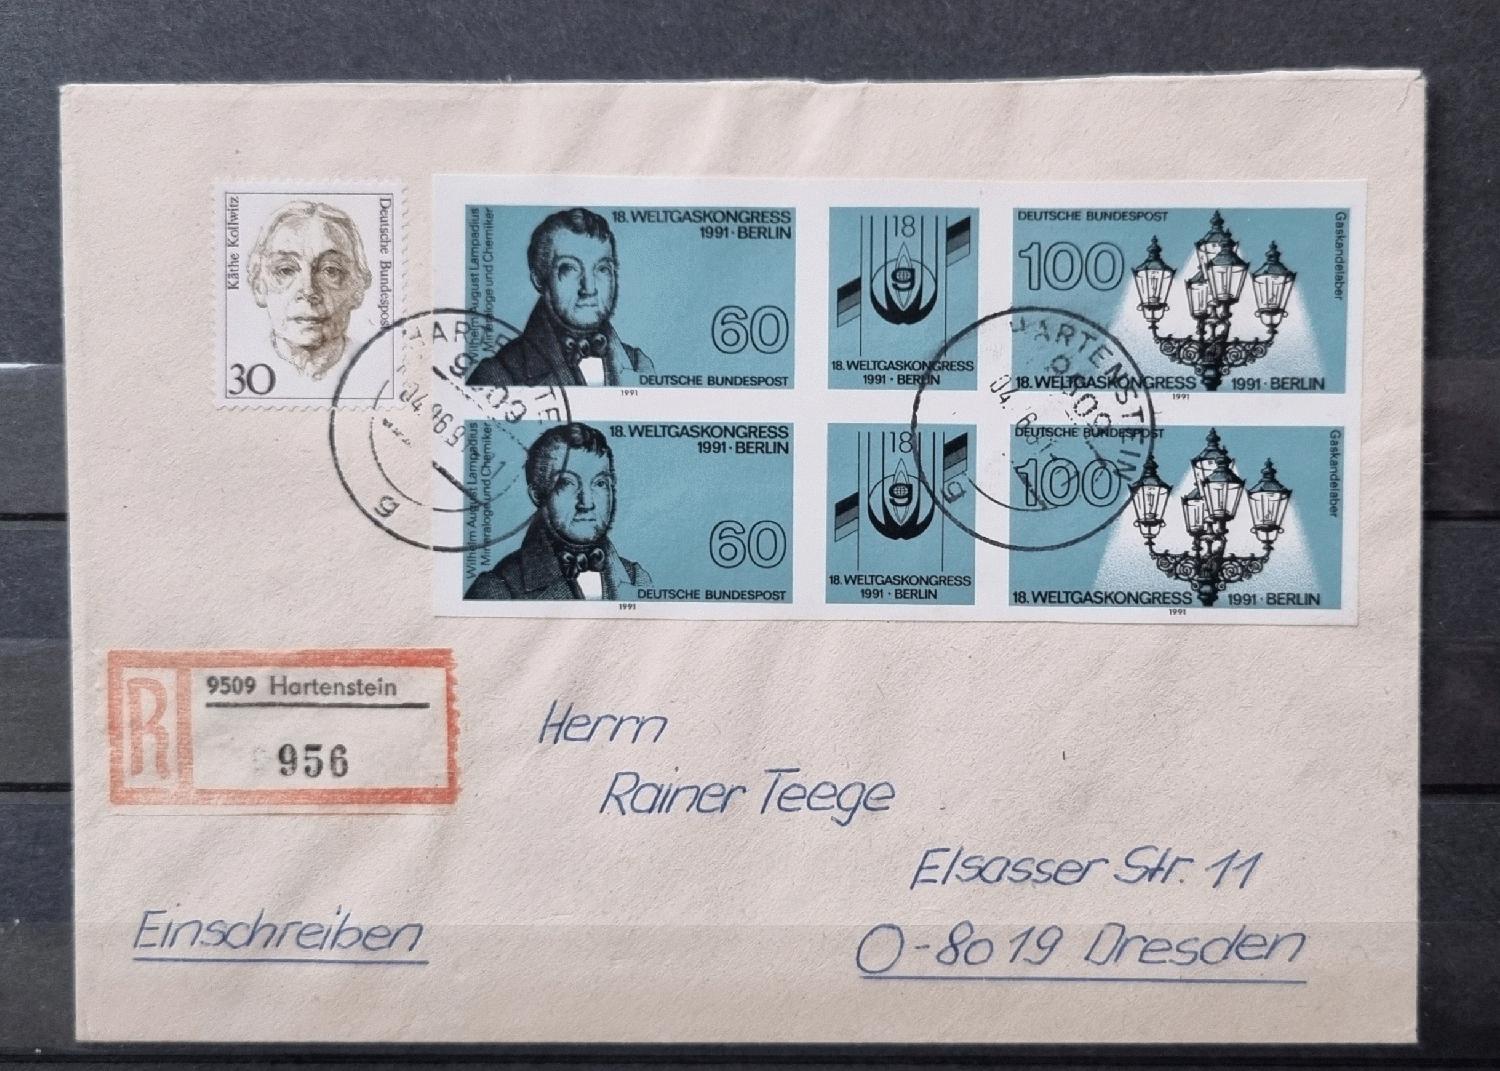 Käthe Kollwitz
Deutsche Bundespost
30
Wilhelm August Lampadius
Mineraloge und Chemiker
18. WELTGASKONGRESS
1991 · BERLIN
60
DEUTSCHE BUNDESPOST
1991
18
9
18. WELTGASKONGRESS
1991 · BERLIN
DEUTSCHE BUNDESPOST
100
Gaskandelaber
18. WELTGASKONGRESS 1991 · BERLIN
1991
Wilhelm August Lampadius
Mineraloge und Chemiker
18. WELTGASKONGRESS
1991 · BERLIN
60
DEUTSCHE BUNDESPOST
1991
18
9
18. WELTGASKONGRESS
1991 · BERLIN
DEUTSCHE BUNDESPOST
100
Gaskandelaber
18. WELTGASKONGRESS 1991 · BERLIN
1991
HARTENSTEIN
R
9509 Hartenstein
956
Herrn
Rainer Teege
Elsasser Str. 11
O-8019 Dresden
Einschreiben